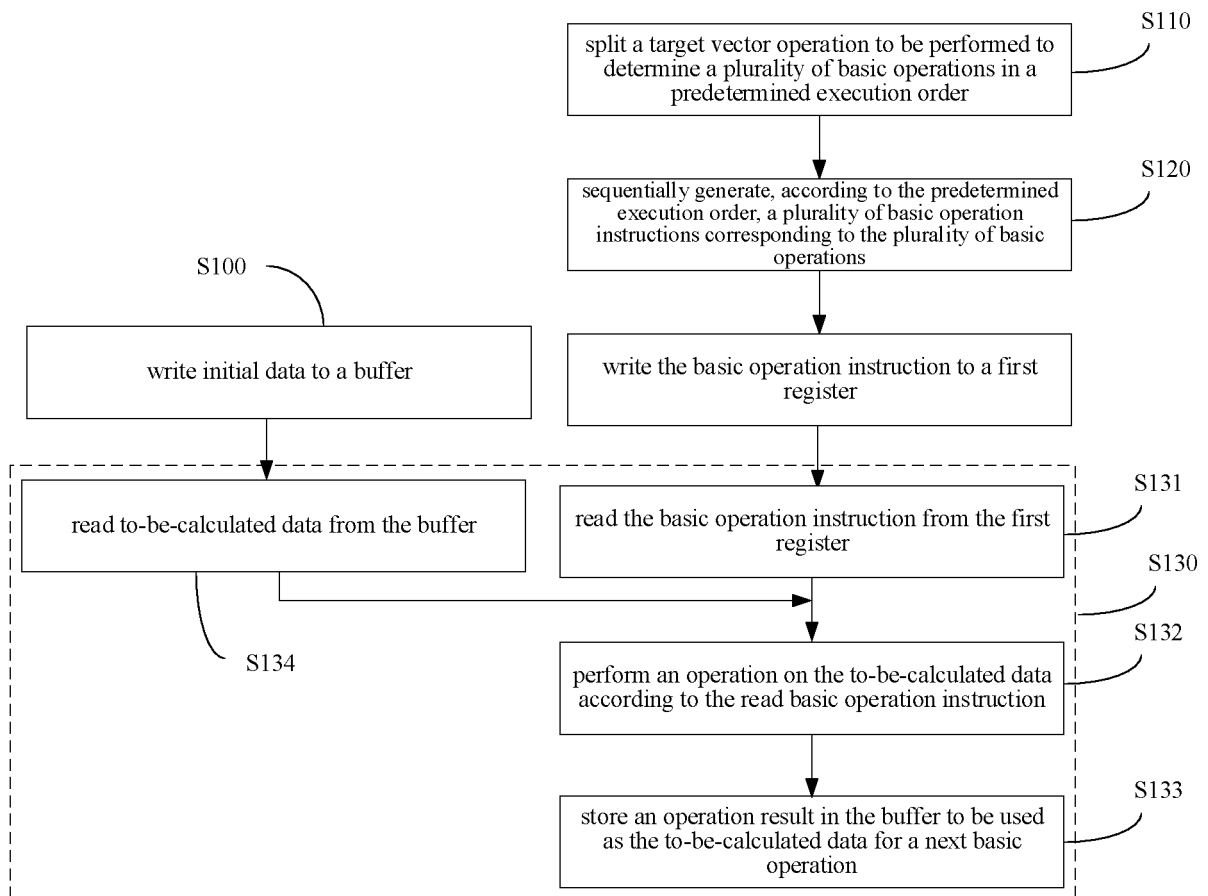 S110
split a target vector operation to be performed to
determine a plurality of basic operations in a
predetermined execution order
S120
sequentially generate, according to the predetermined
execution order, a plurality of basic operation
instructions corresponding to the plurality of basic
operations
S100
write initial data to a buffer
write the basic operation instruction to a first
register
S131
read to-be-calculated data from the buffer
read the basic operation instruction from the first
register
S130
S132
S134
perform an operation on the to-be-calculated data
according to the read basic operation instruction
S133
store an operation result in the buffer to be used
as the to-be-calculated data for a next basic
operation